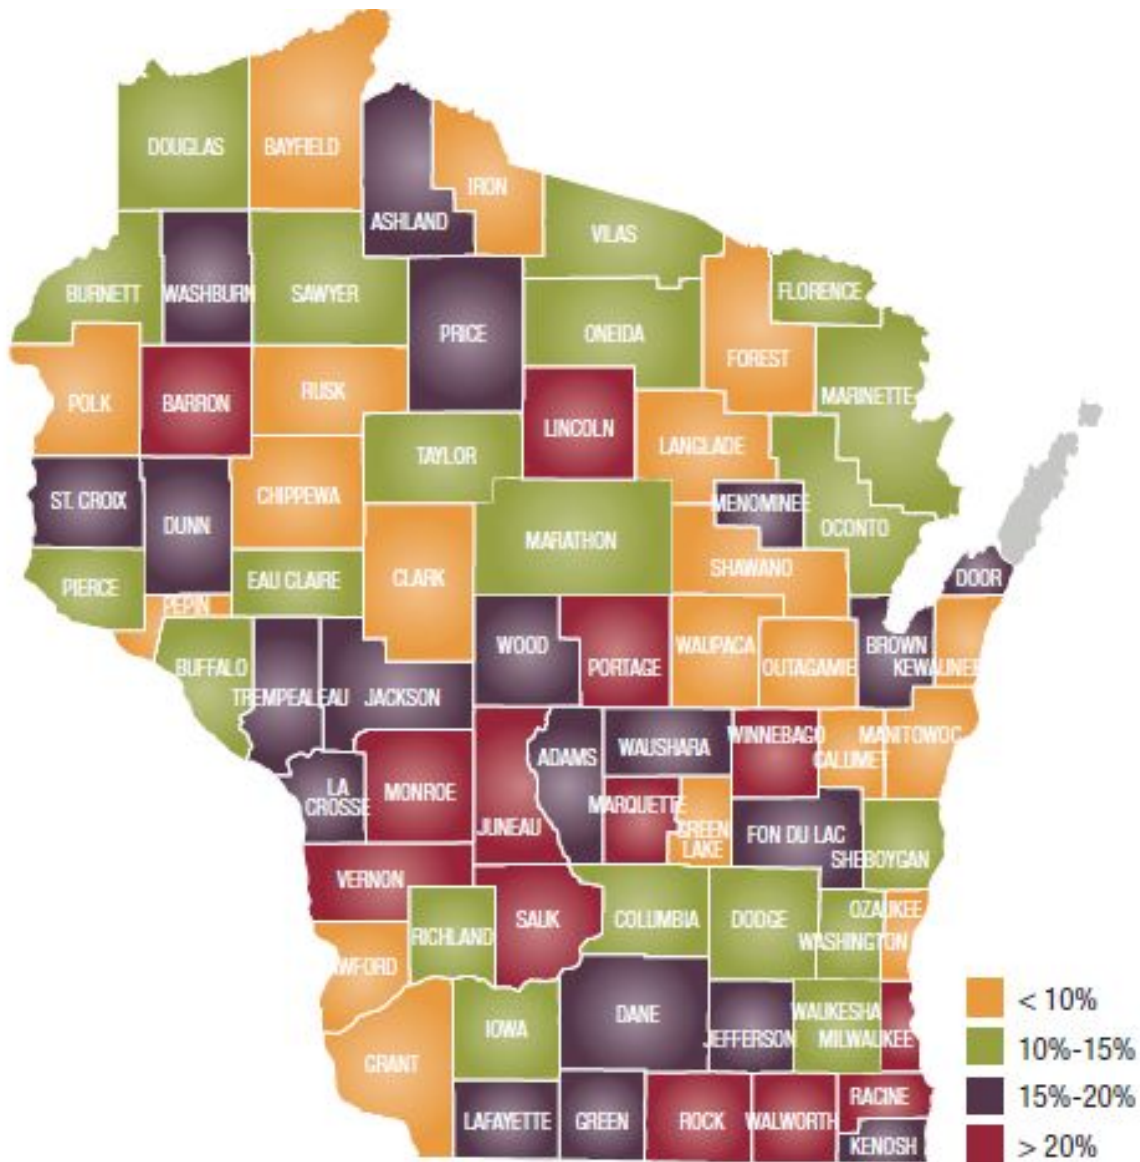 DOUGLAS
BAYFIELD
IRON
ASHLAND
VILAS
BURNETT
WASHBURN
SAWYER
FLORENCE
PRICE
ONEIDA
FOREST
POLK
BARRON
RUSK
MARINETTE
LINCOLN
TAYLOR
LANGLADE
ST. CROIX
DUNN
CHIPPEWA
MENOMINEE
OCONTO
MARATHON
PIERCE
EAU CLAIRE
CLARK
SHAWANO
DOOR
PEPIN
WOOD
WAUPACA
BROWN
BUFFALO
PORTAGE
OUTAGAMIE
KEWAUNEE
TREMPEALEAU
JACKSON
ADAMS
WAUSHARA
WINNEBAGO
MANITOWOC
CALUMET
LA
CROSSE
MONROE
MARQUETTE
JUNEAU
GREEN
LAKE
FON DU LAC
SHEBOYGAN
VERNON
SAUK
COLUMBIA
DODGE
OZAUKEE
RICHLAND
WASHINGTON
WFORD
DANE
WAUKESHA
IOWA
JEFFERSON
MILWAUKEE
GRANT
LAFAYETTE
GREEN
ROCK
WALWORTH
RACINE
KENOSH
< 10%
10%-15%
15%-20%
> 20%